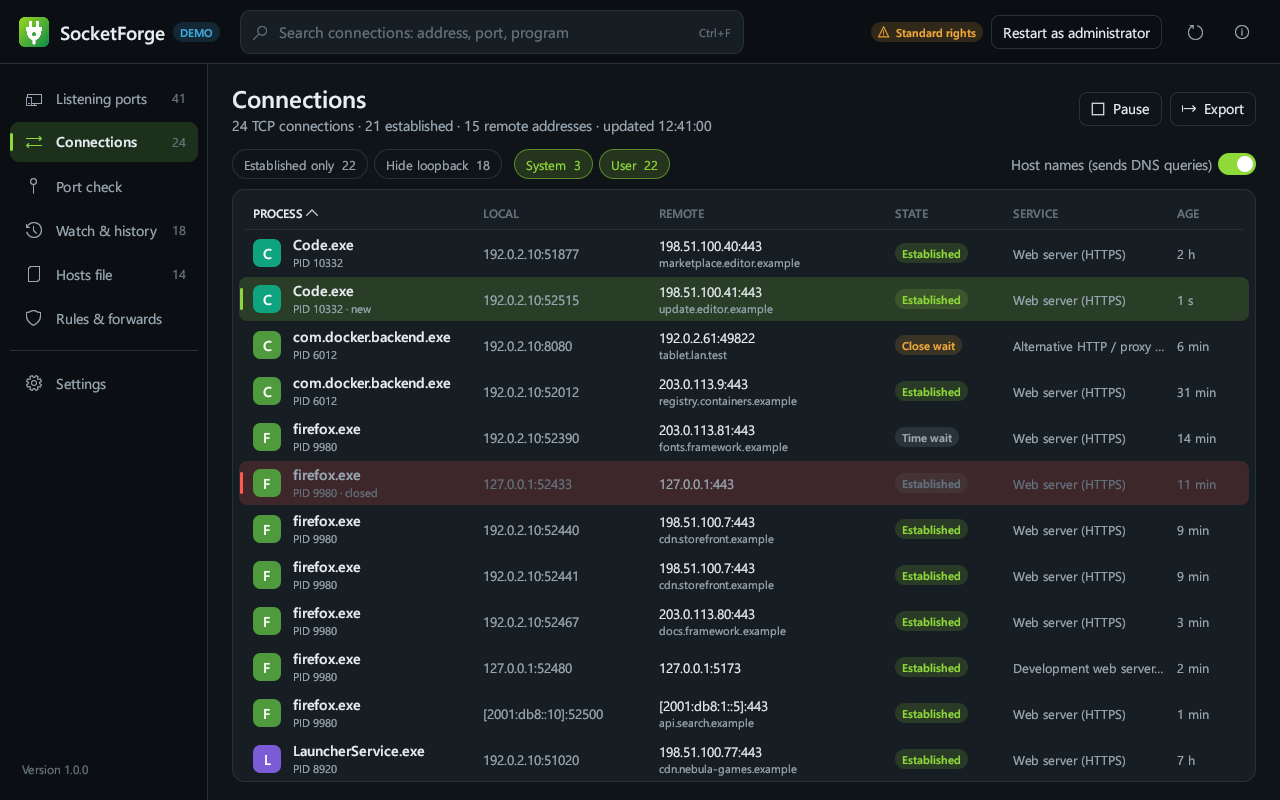 SocketForge DEMO
Search connections: address, port, program Ctrl+F
Standard rights
Restart as administrator
Listening ports 41
Connections 24
Port check
Watch & history 18
Hosts file 14
Rules & forwards
Settings
Version 1.0.0
Connections
24 TCP connections · 21 established · 15 remote addresses · updated 12:41:00
Pause
Export
Established only 22
Hide loopback 18
System 3
User 22
Host names (sends DNS queries)
PROCESS LOCAL REMOTE STATE SERVICE AGE
Code.exe 192.0.2.10:51877 198.51.100.40:443 Established Web server (HTTPS) 2 h
PID 10332 marketplace.editor.example
Code.exe 192.0.2.10:52515 198.51.100.41:443 Established Web server (HTTPS) 1 s
PID 10332 · new update.editor.example
com.docker.backend.exe 192.0.2.10:8080 192.0.2.61:49822 Close wait Alternative HTTP / proxy ... 6 min
PID 6012 tablet.lan.test
com.docker.backend.exe 192.0.2.10:52012 203.0.113.9:443 Established Web server (HTTPS) 31 min
PID 6012 registry.containers.example
firefox.exe 192.0.2.10:52390 203.0.113.81:443 Time wait Web server (HTTPS) 14 min
PID 9980 fonts.framework.example
firefox.exe 127.0.0.1:52433 127.0.0.1:443 Established Web server (HTTPS) 11 min
PID 9980 · closed
firefox.exe 192.0.2.10:52440 198.51.100.7:443 Established Web server (HTTPS) 9 min
PID 9980 cdn.storefront.example
firefox.exe 192.0.2.10:52441 198.51.100.7:443 Established Web server (HTTPS) 9 min
PID 9980 cdn.storefront.example
firefox.exe 192.0.2.10:52467 203.0.113.80:443 Established Web server (HTTPS) 3 min
PID 9980 docs.framework.example
firefox.exe 127.0.0.1:52480 127.0.0.1:5173 Established Development web server... 2 min
PID 9980
firefox.exe [2001:db8::10]:52500 [2001:db8:1::5]:443 Established Web server (HTTPS) 1 min
PID 9980 api.search.example
LauncherService.exe 192.0.2.10:51020 198.51.100.77:443 Established Web server (HTTPS) 7 h
PID 8920 cdn.nebula-games.example